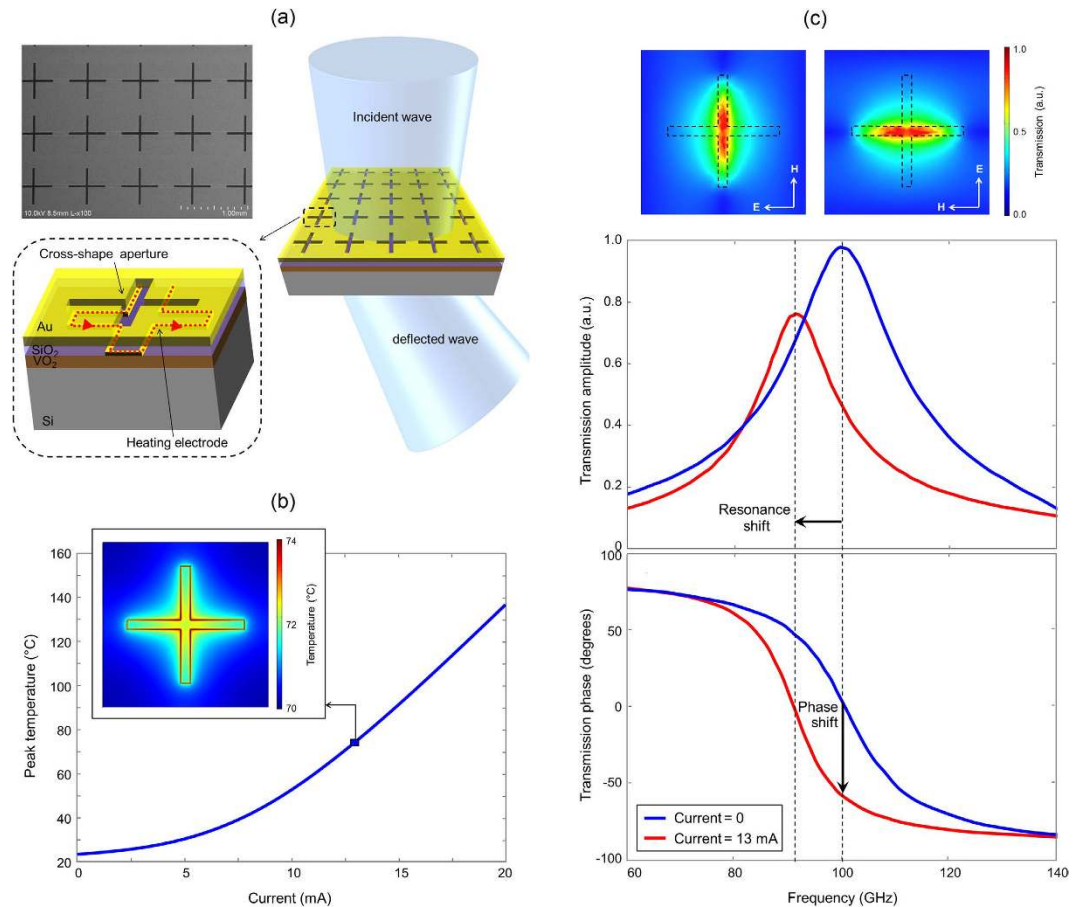 (a)
10.0kV 8.6mm L-x100
1.00mm
Incident wave
deflected wave
Cross-shape aperture
Au
SiO2
VO2
Si
Heating electrode
(b)
160
140
120
100
80
60
40
20
Peak temperature (°C)
74
72
70
Temperature (°C)
0
5
10
15
20
Current (mA)
(c)
H
E
E
H
1.0
0.5
0.0
Transmission (a.u.)
1.0
0.8
0.6
0.4
0.2
0
Transmission amplitude (a.u.)
Resonance
shift
100
50
0
-50
-100
Transmission phase (degrees)
Phase
shift
Current = 0
Current = 13 mA
60
80
100
120
140
Frequency (GHz)